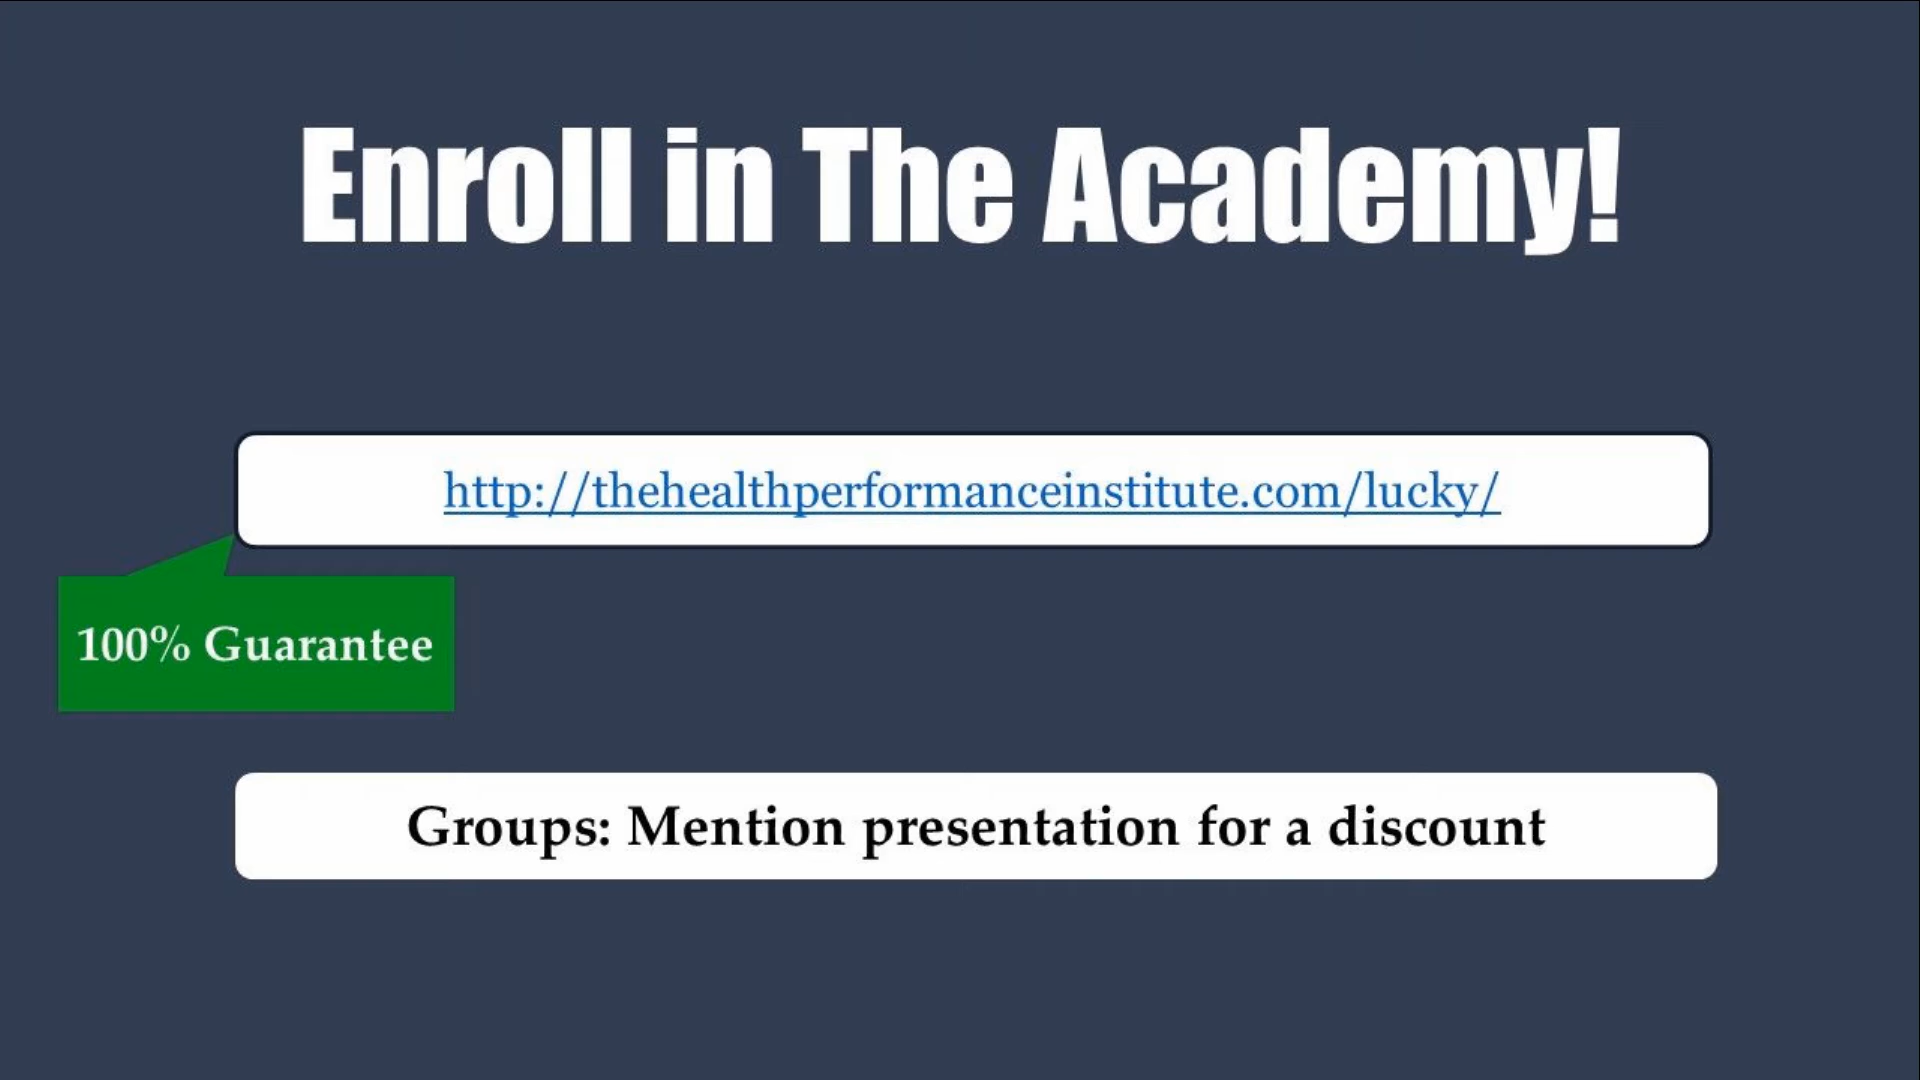 Enroll in The Academy!
http://thehealthperformanceinstitute.com/lucky/
100% Guarantee
Groups: Mention presentation for a discount